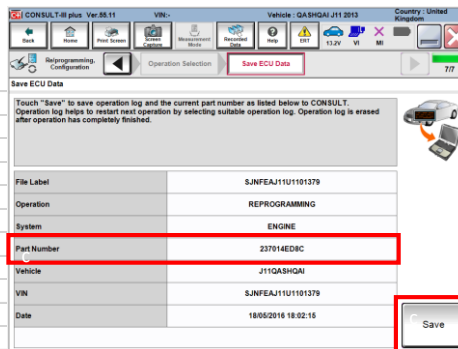 CONSULT-III plus Ver.55.11 VIN:- Vehicle : QASHQAI J11 2013 Country : United Kingdom
Back Home Print Screen Screen Capture Measurement Mode Recorded Data Help ERT 13.2V VI MI
Reprogramming, Configuration Operation Selection Save ECU Data 7/7
Save ECU Data
Touch "Save" to save operation log and the current part number as listed below to CONSULT.
Operation log helps to restart next operation by selecting suitable operation log. Operation log is erased
after operation has completely finished.
File Label SJNFEAJ11U1101379
Operation REPROGRAMMING
System ENGINE
Part Number 237014ED8C
C
Vehicle J11QASHQAI
VIN SJNFEAJ11U1101379
Date 18/05/2016 18:02:15
C Save